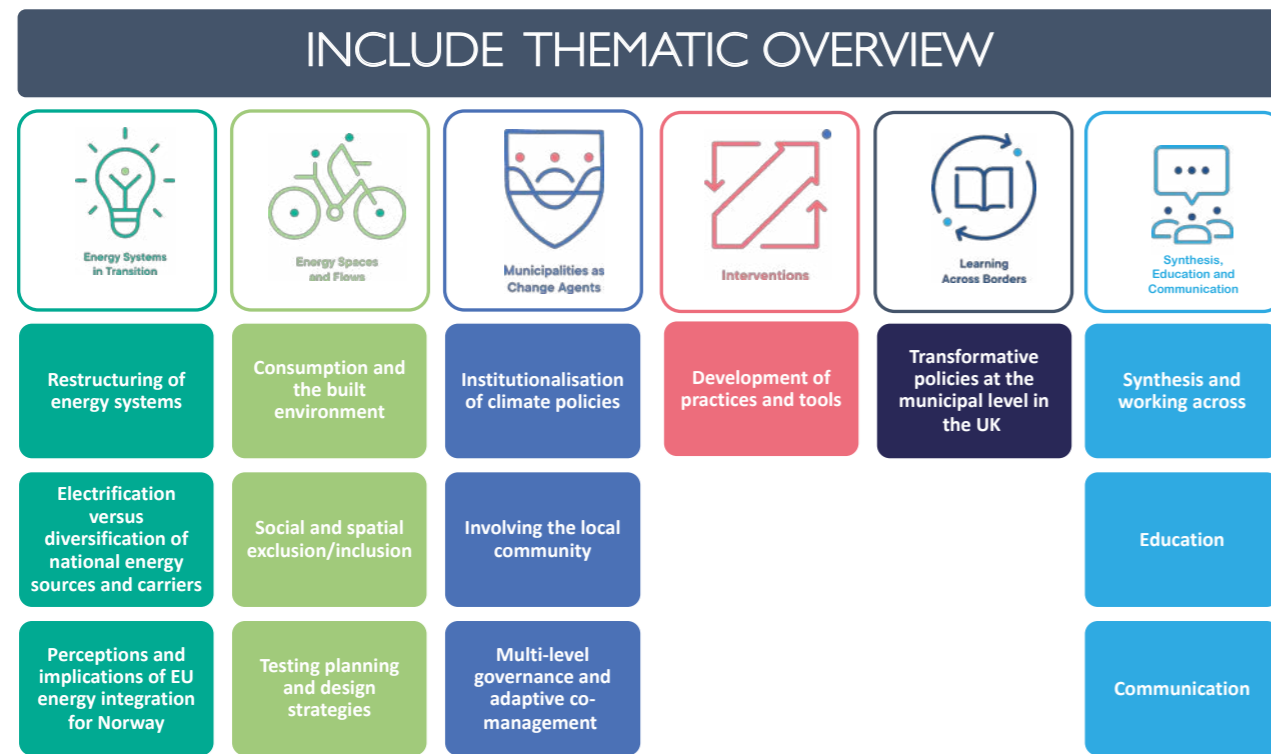 INCLUDE THEMATIC OVERVIEW
Energy Systems
in Transition
Energy Spaces
and Flows
Municipalities as
Change Agents
Interventions
Learning
Across Borders
Synthesis,
Education and
Communication
Restructuring of
energy systems
Consumption and
the built
environment
Institutionalisation
of climate policies
Development of
practices and tools
Transformative
policies at the
municipal level in
the UK
Synthesis and
working across
Electrification
versus
diversification of
national energy
sources and carriers
Social and spatial
exclusion/inclusion
Involving the local
community
Education
Perceptions and
implications of EU
energy integration
for Norway
Testing planning
and design
strategies
Multi-level
governance and
adaptive co-
management
Communication